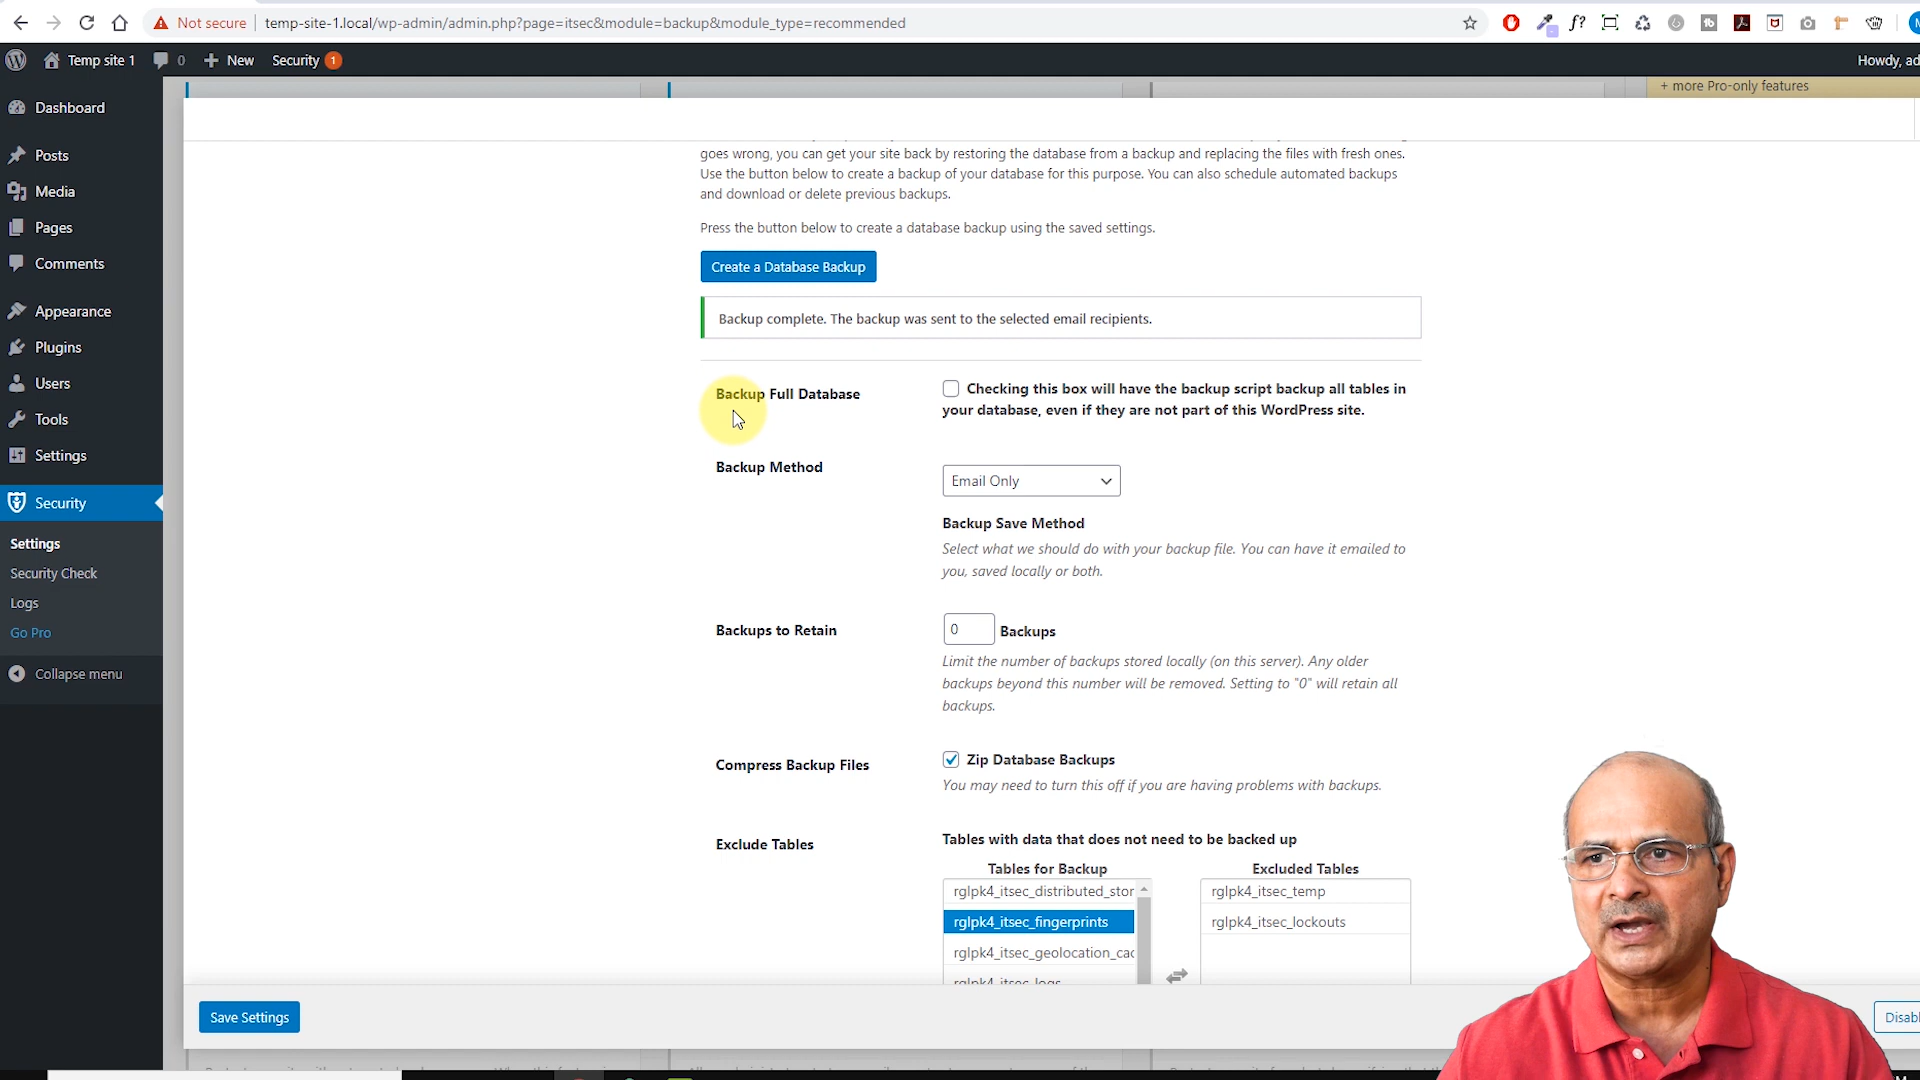 Not secure
temp-site-1.local/wp-admin/admin.php?page=itsec&module=backup&module_type=recommended
Temp site 1
0
New
Security 1
Howdy, ad
Dashboard
Posts
Media
Pages
Comments
Appearance
Plugins
Users
Tools
Settings
Security
Settings
Security Check
Logs
Go Pro
Collapse menu
+ more Pro-only features
goes wrong, you can get your site back by restoring the database from a backup and replacing the files with fresh ones.
Use the button below to create a backup of your database for this purpose. You can also schedule automated backups
and download or delete previous backups.
Press the button below to create a database backup using the saved settings.
Create a Database Backup
Backup complete. The backup was sent to the selected email recipients.
Backup Full Database
Checking this box will have the backup script backup all tables in
your database, even if they are not part of this WordPress site.
Backup Method
Email Only
Backup Save Method
Select what we should do with your backup file. You can have it emailed to
you, saved locally or both.
Backups to Retain
0 Backups
Limit the number of backups stored locally (on this server). Any older
backups beyond this number will be removed. Setting to "0" will retain all
backups.
Compress Backup Files
Zip Database Backups
You may need to turn this off if you are having problems with backups.
Exclude Tables
Tables with data that does not need to be backed up
Tables for Backup
rglpk4_itsec_distributed_stor
rglpk4_itsec_fingerprints
rglpk4_itsec_geolocation_cac
rglpk4_itsec_logs
Excluded Tables
rglpk4_itsec_temp
rglpk4_itsec_lockouts
Save Settings
Disabl